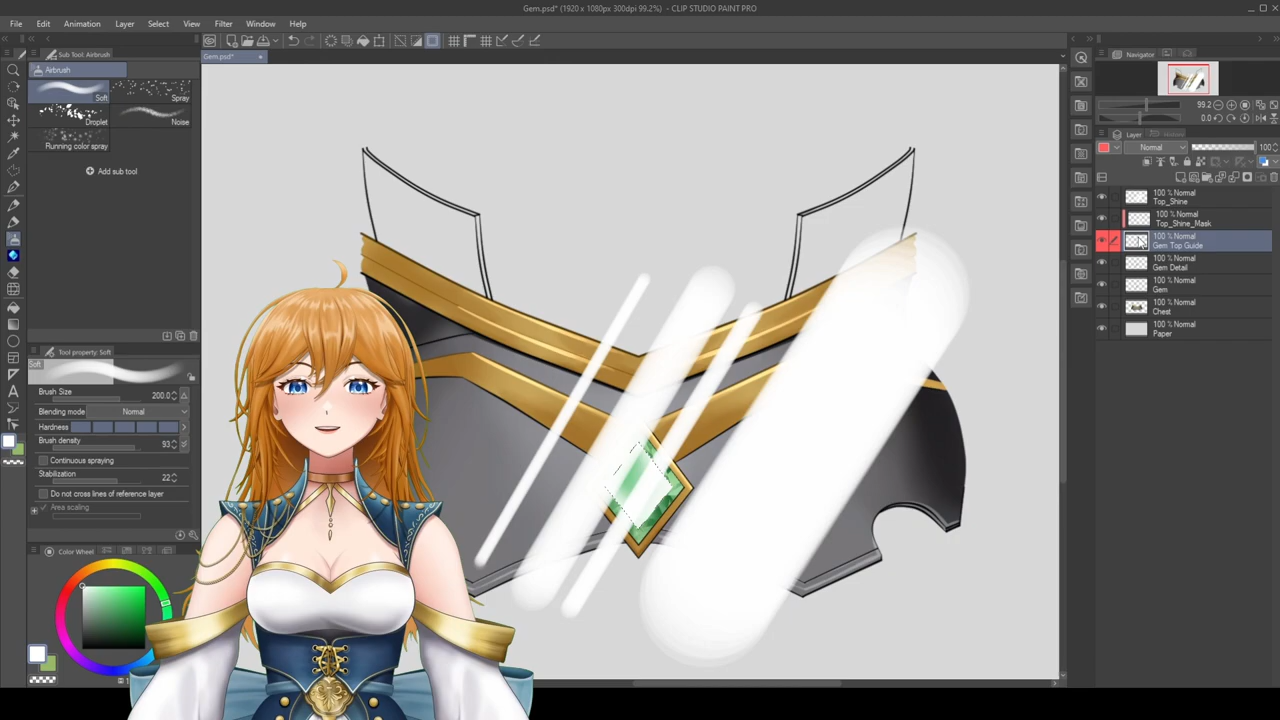 Gem.psd* (1920 x 1080px 300dpi 99.2%) - CLIP STUDIO PAINT PRO
File Edit Animation Layer Select View Filter Window Help
Sub Tool Airbrush
Gem.psd*
Navigator
Airbrush
Soft
Spray
Droplet
Noise
Running color spray
Add sub tool
99.2
0.0
Layer
Material
Normal
100
100 % Normal
Top_Shine
100 % Normal
Top_Shine_Mask
100 % Normal
Gem Top Guide
100 % Normal
Gem Detail
100 % Normal
Gem
100 % Normal
Chest
100 % Normal
Paper
Tool property: Soft
Soft
Brush Size 200.0
Blending mode Normal
Hardness
Brush density 93
Continuous spraying
Stabilization 22
Do not cross lines of reference layer
Area scaling
Color Wheel